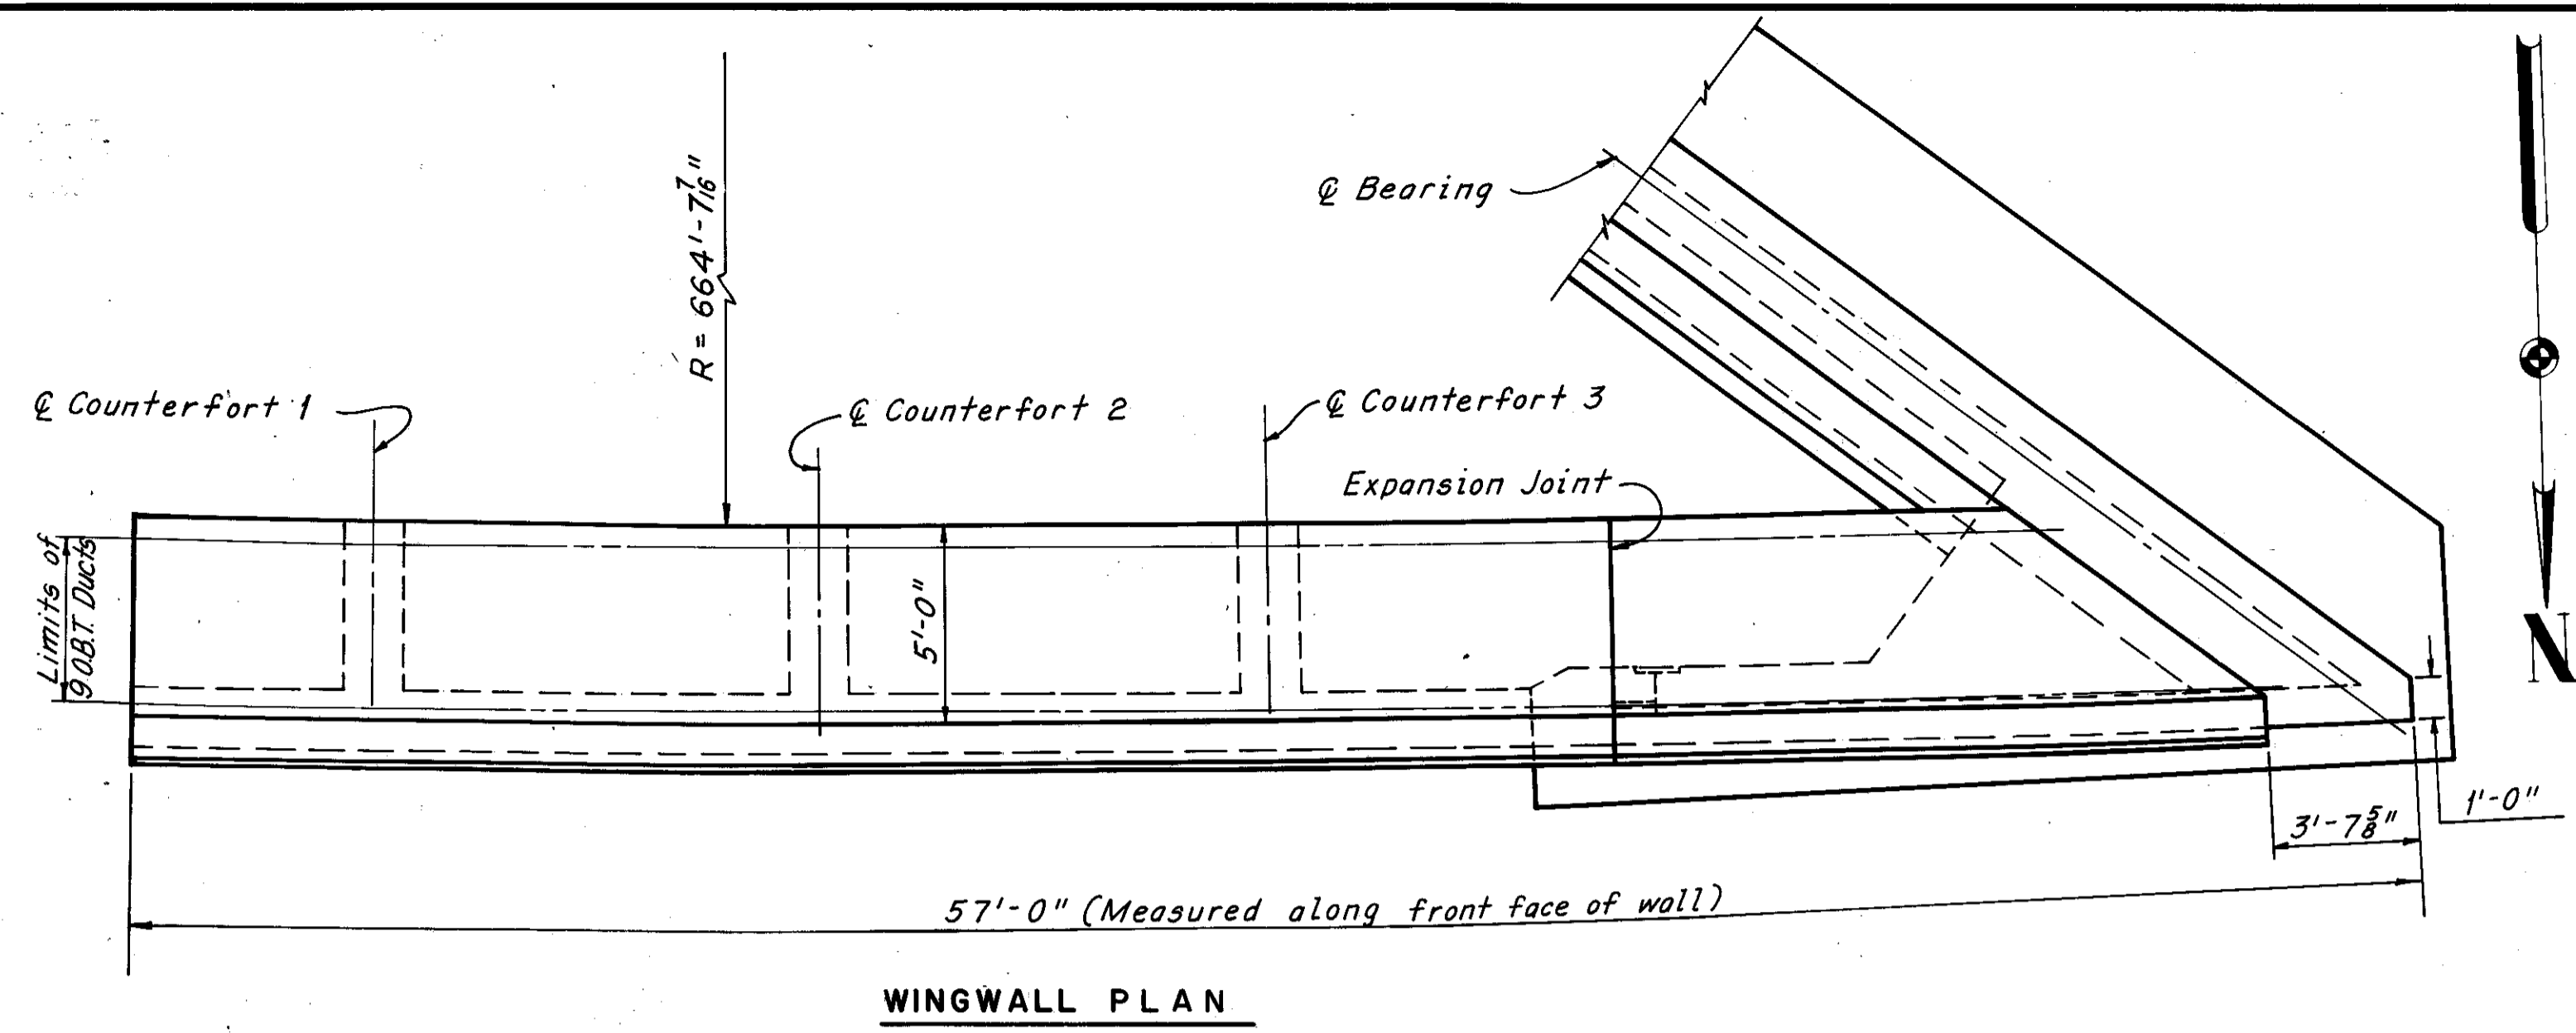 ℄ Bearing
R = 664'-7 7/16"
℄ Counterfort 1
℄ Counterfort 2
℄ Counterfort 3
Expansion Joint
Limits of
9 O.B.T. Ducts
5'-0"
N
1'-0"
3'-7 5/8"
57'-0" (Measured along front face of wall)
WINGWALL PLAN